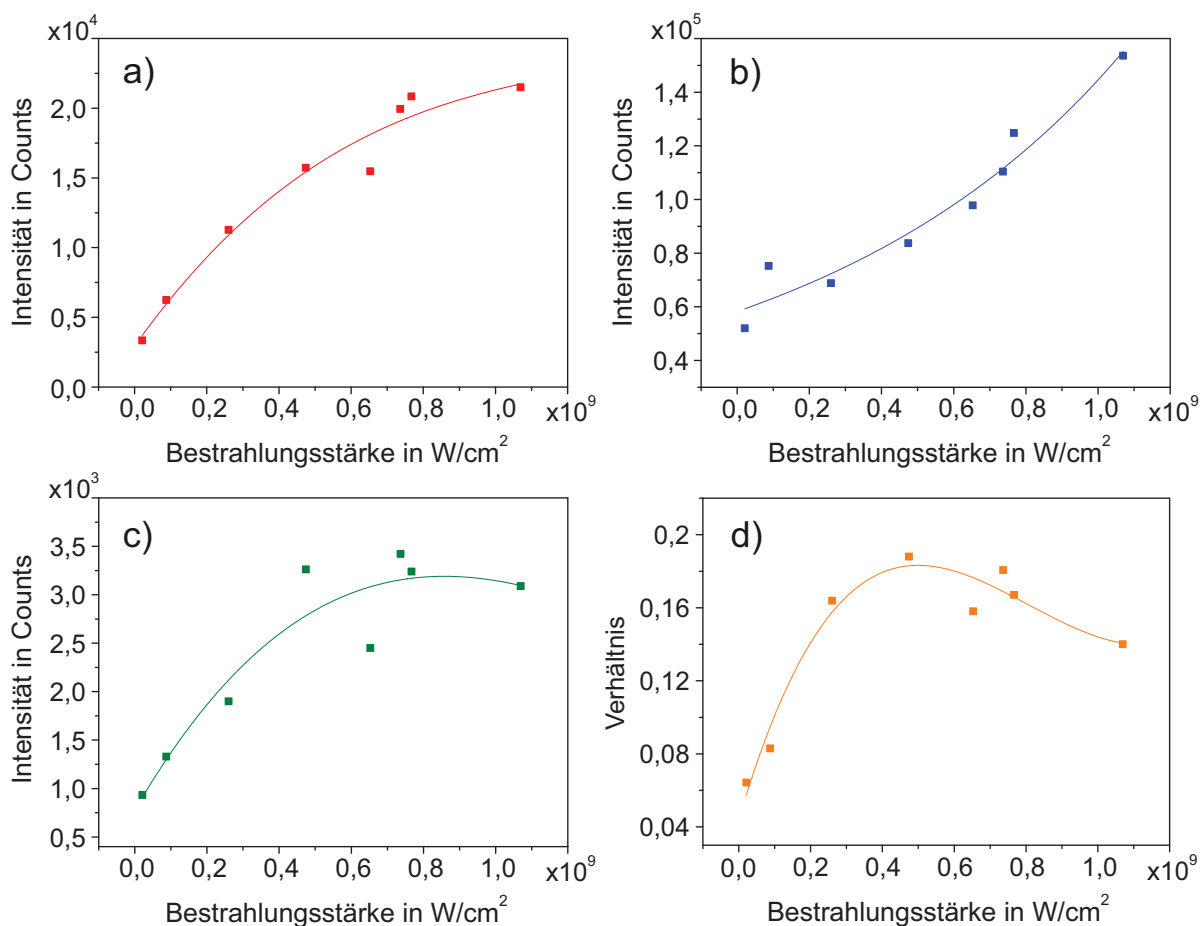 x10⁴
a)
Intensität in Counts
2,0
1,5
1,0
0,5
0,0
0,0 0,2 0,4 0,6 0,8 1,0 x10⁹
Bestrahlungsstärke in W/cm²
x10⁵
b)
Intensität in Counts
1,4
1,2
1,0
0,8
0,6
0,4
0,0 0,2 0,4 0,6 0,8 1,0 x10⁹
Bestrahlungsstärke in W/cm²
x10³
c)
Intensität in Counts
3,5
3,0
2,5
2,0
1,5
1,0
0,5
0,0 0,2 0,4 0,6 0,8 1,0 x10⁹
Bestrahlungsstärke in W/cm²
d)
Verhältnis
0,2
0,16
0,12
0,08
0,04
0,0 0,2 0,4 0,6 0,8 1,0 x10⁹
Bestrahlungsstärke in W/cm²